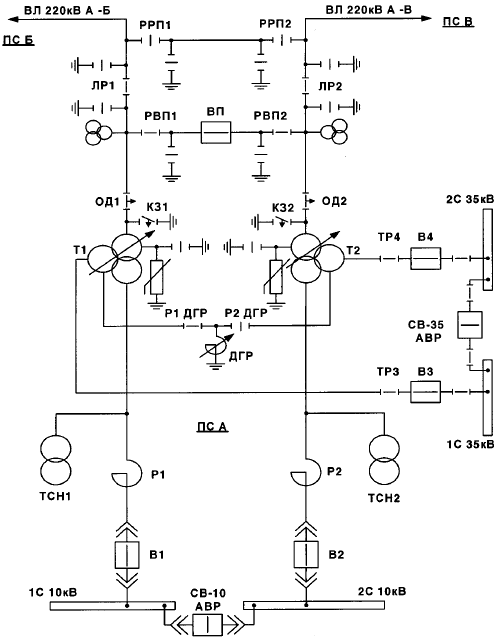 ВЛ 220кВ А -Б
ВЛ 220кВ А -В
ПС Б
РРП1
РРП2
ПС В
ЛР1
ЛР2
РВП1
ВП
РВП2
ОД1
КЗ1
КЗ2
ОД2
2С 35кВ
Т1
Т2
ТР4
В4
Р1 ДГР
Р2 ДГР
СВ-35
АВР
ДГР
ТР3
В3
ПС А
1С 35кВ
ТСН1
Р1
Р2
ТСН2
В1
В2
1С 10кВ
СВ-10
АВР
2С 10кВ